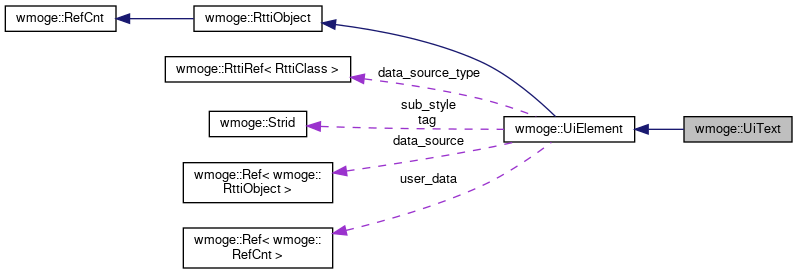 wmoge::RefCnt
wmoge::RttiObject
wmoge::RttiRef< RttiClass >
data_source_type
wmoge::Strid
sub_style
tag
wmoge::UiElement
wmoge::UiText
data_source
wmoge::Ref< wmoge::
RttiObject >
user_data
wmoge::Ref< wmoge::
RefCnt >